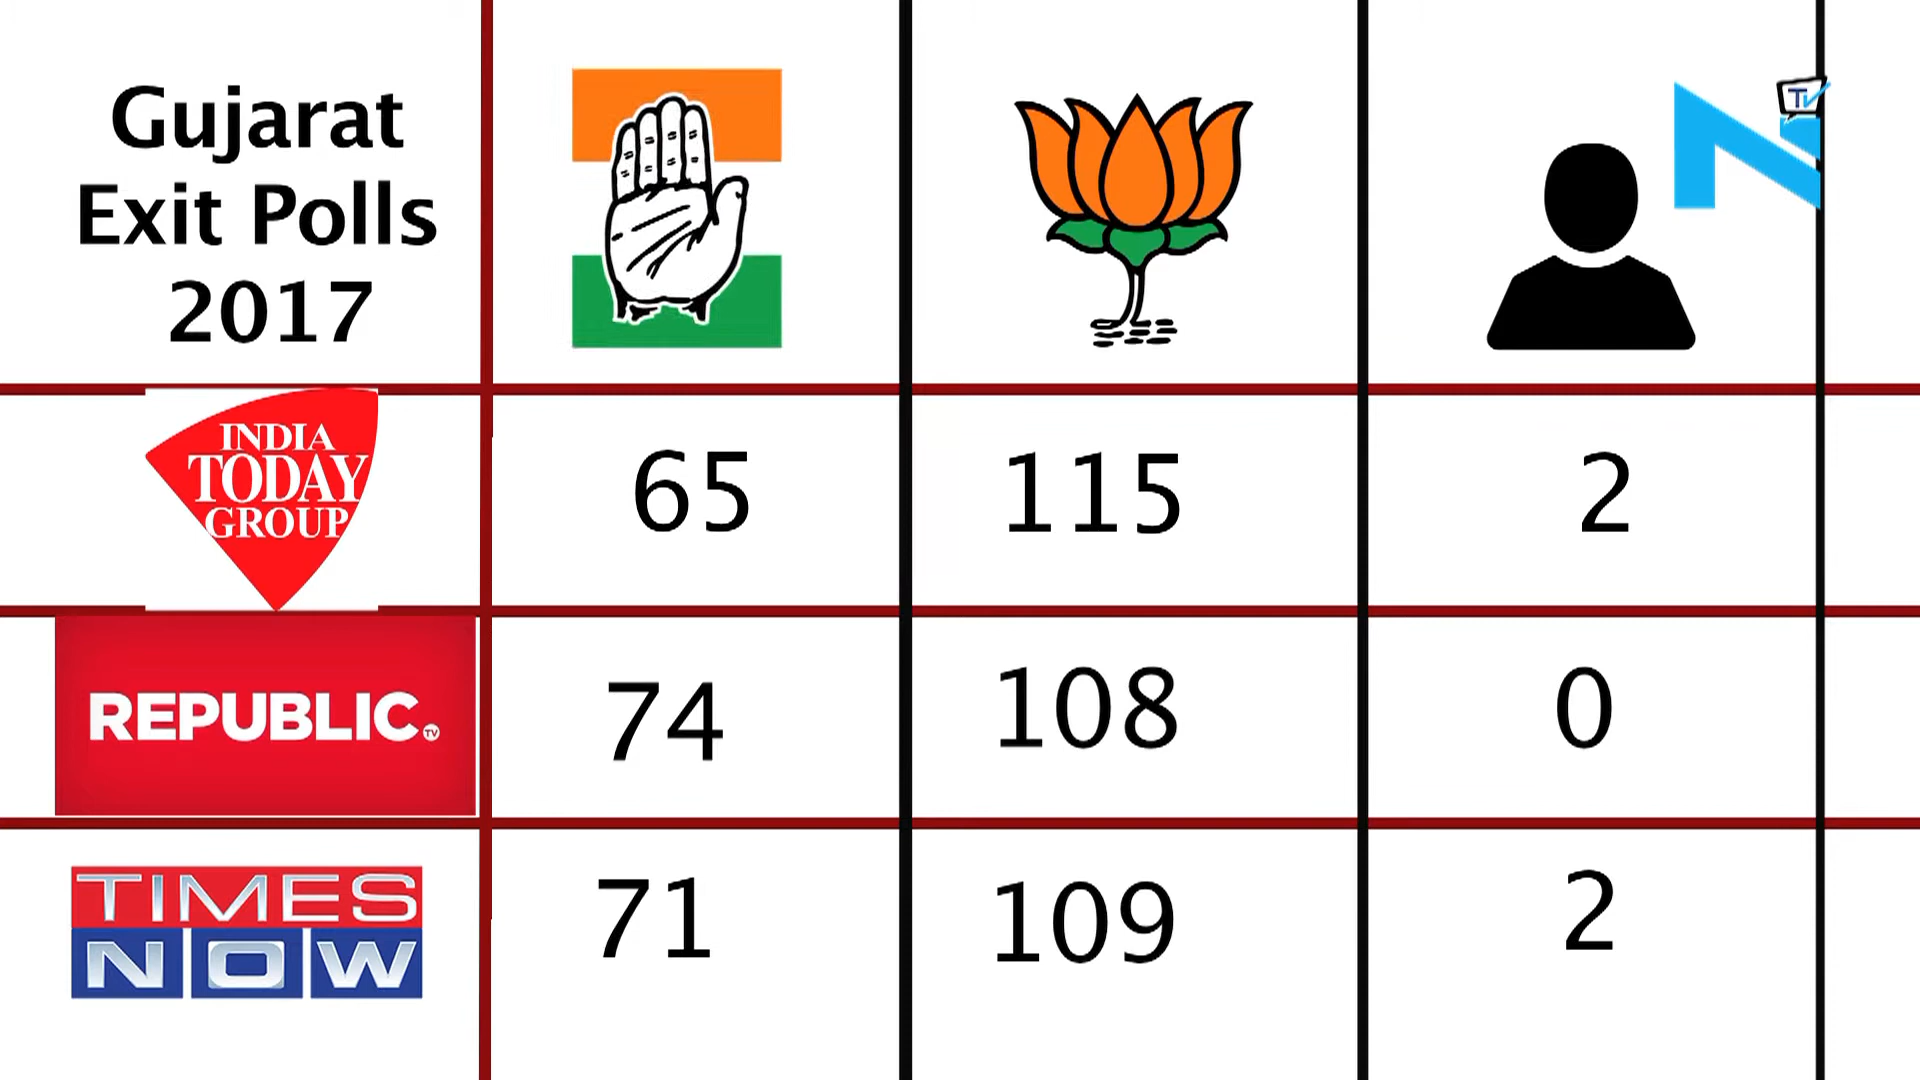 Gujarat
Exit Polls
2017
N TV
INDIA
TODAY
GROUP
65 115 2
REPUBLIC. TV
74 108 0
TIMES
NOW
71 109 2